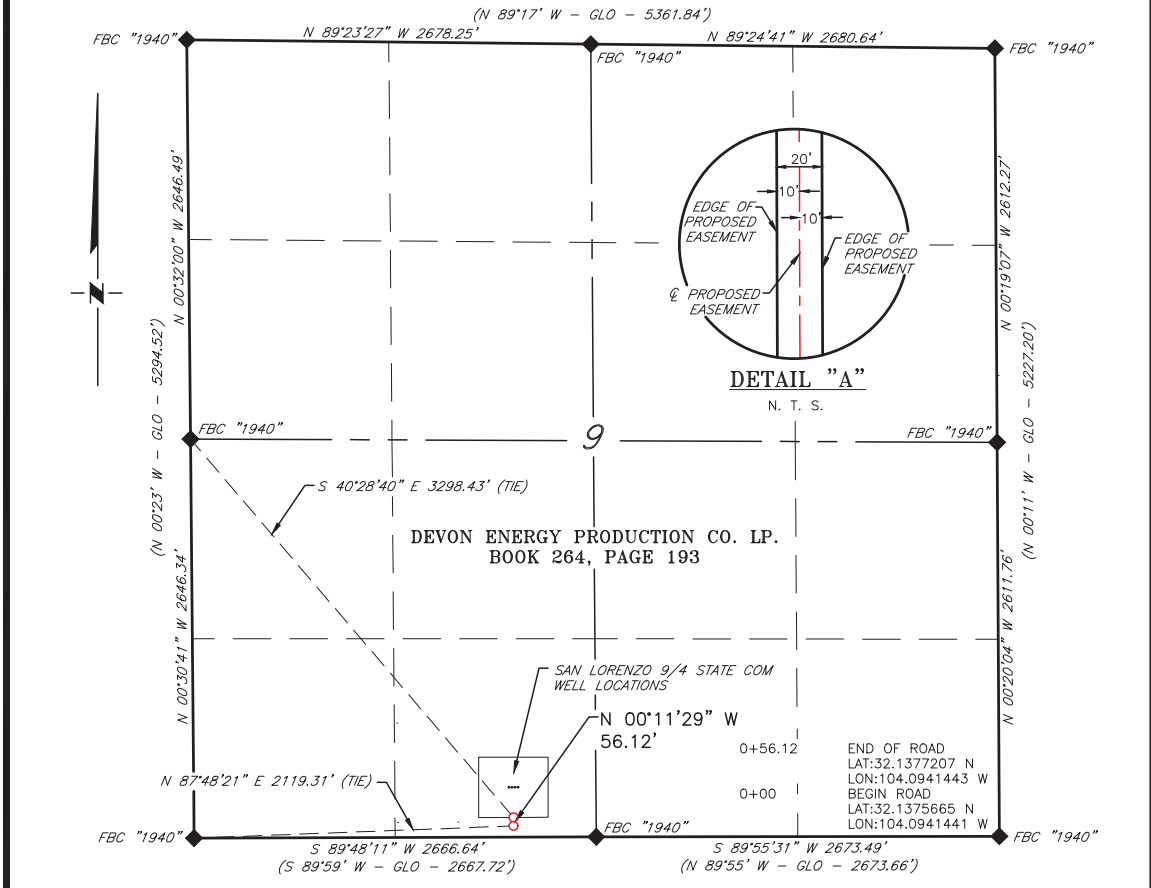 (N 89°17' W - GLO - 5361.84')
N 89°23'27" W 2678.25'
N 89°24'41" W 2680.64'
FBC "1940"
FBC "1940"
FBC "1940"
20'
10'
10'
EDGE OF
PROPOSED
EASEMENT
EDGE OF
PROPOSED
EASEMENT
℄ PROPOSED
EASEMENT
DETAIL "A"
N. T. S.
N 00°32'00" W 2646.49'
N 00°19'07" W 2612.27'
N
(N 00°23' W - GLO - 5294.52')
(N 00°11' W - GLO - 5227.20')
FBC "1940"
9
FBC "1940"
S 40°28'40" E 3298.43' (TIE)
DEVON ENERGY PRODUCTION CO. LP.
BOOK 264, PAGE 193
N 00°30'41" W 2646.34'
N 00°20'04" W 2611.76'
SAN LORENZO 9/4 STATE COM
WELL LOCATIONS
N 00°11'29" W
56.12'
N 87°48'21" E 2119.31' (TIE)
0+56.12 END OF ROAD
LAT:32.1377207 N
LON:104.0941443 W
0+00 BEGIN ROAD
LAT:32.1375665 N
LON:104.0941441 W
FBC "1940"
FBC "1940"
FBC "1940"
S 89°48'11" W 2666.64'
(S 89°59' W - GLO - 2667.72')
S 89°55'31" W 2673.49'
(N 89°55' W - GLO - 2673.66')